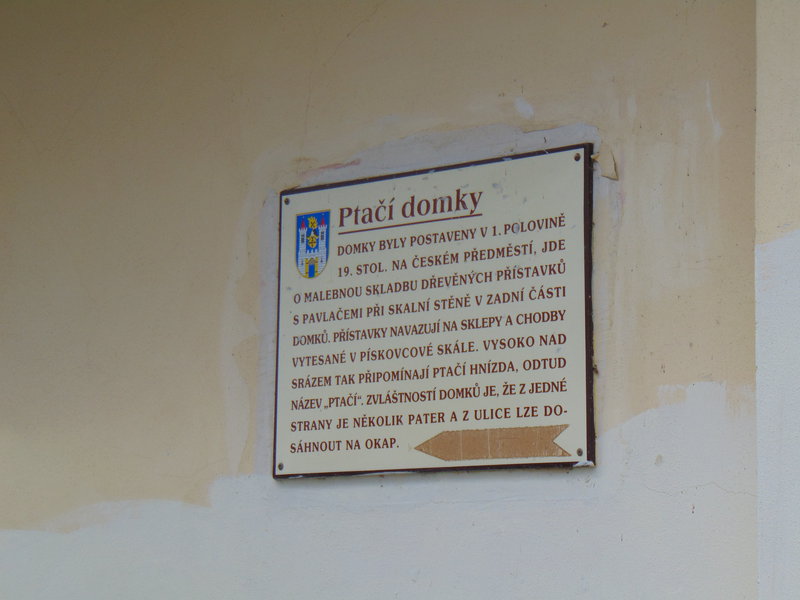 Ptačí domky
DOMKY BYLY POSTAVENY V 1. POLOVINĚ
19. STOL. NA ČESKÉM PŘEDMĚSTÍ, JDE
O MALEBNOU SKLADBU DŘEVĚNÝCH PŘÍSTAVKŮ
S PAVLAČEMI PŘI SKALNÍ STĚNĚ V ZADNÍ ČÁSTI
DOMKŮ. PŘÍSTAVKY NAVAZUJÍ NA SKLEPY A CHODBY
VYTESANÉ V PÍSKOVCOVÉ SKÁLE. VYSOKO NAD
SRÁZEM TAK PŘIPOMÍNAJÍ PTAČÍ HNÍZDA, ODTUD
NÁZEV „PTAČÍ“. ZVLÁŠTNOSTÍ DOMKŮ JE, ŽE Z JEDNÉ
STRANY JE NĚKOLIK PATER A Z ULICE LZE DO-
SÁHNOUT NA OKAP.